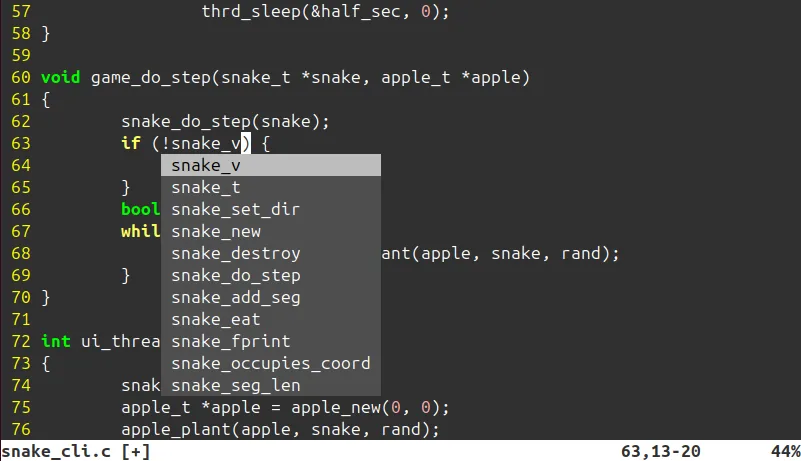 57 thrd_sleep(&half_sec, 0);
58 }
59
60 void game_do_step(snake_t *snake, apple_t *apple)
61 {
62 snake_do_step(snake);
63 if (!snake_v) {
64 snake_v
65 } snake_t
66 bool snake_set_dir
67 whil snake_new
68 snake_destroy ant(apple, snake, rand);
69 } snake_do_step
70 } snake_add_seg
71 snake_eat
72 int ui_threa snake_fprint
73 { snake_occupies_coord
74 snak snake_seg_len
75 apple_t *apple = apple_new(0, 0);
76 apple_plant(apple, snake, rand);
snake_cli.c [+] 63,13-20 44%